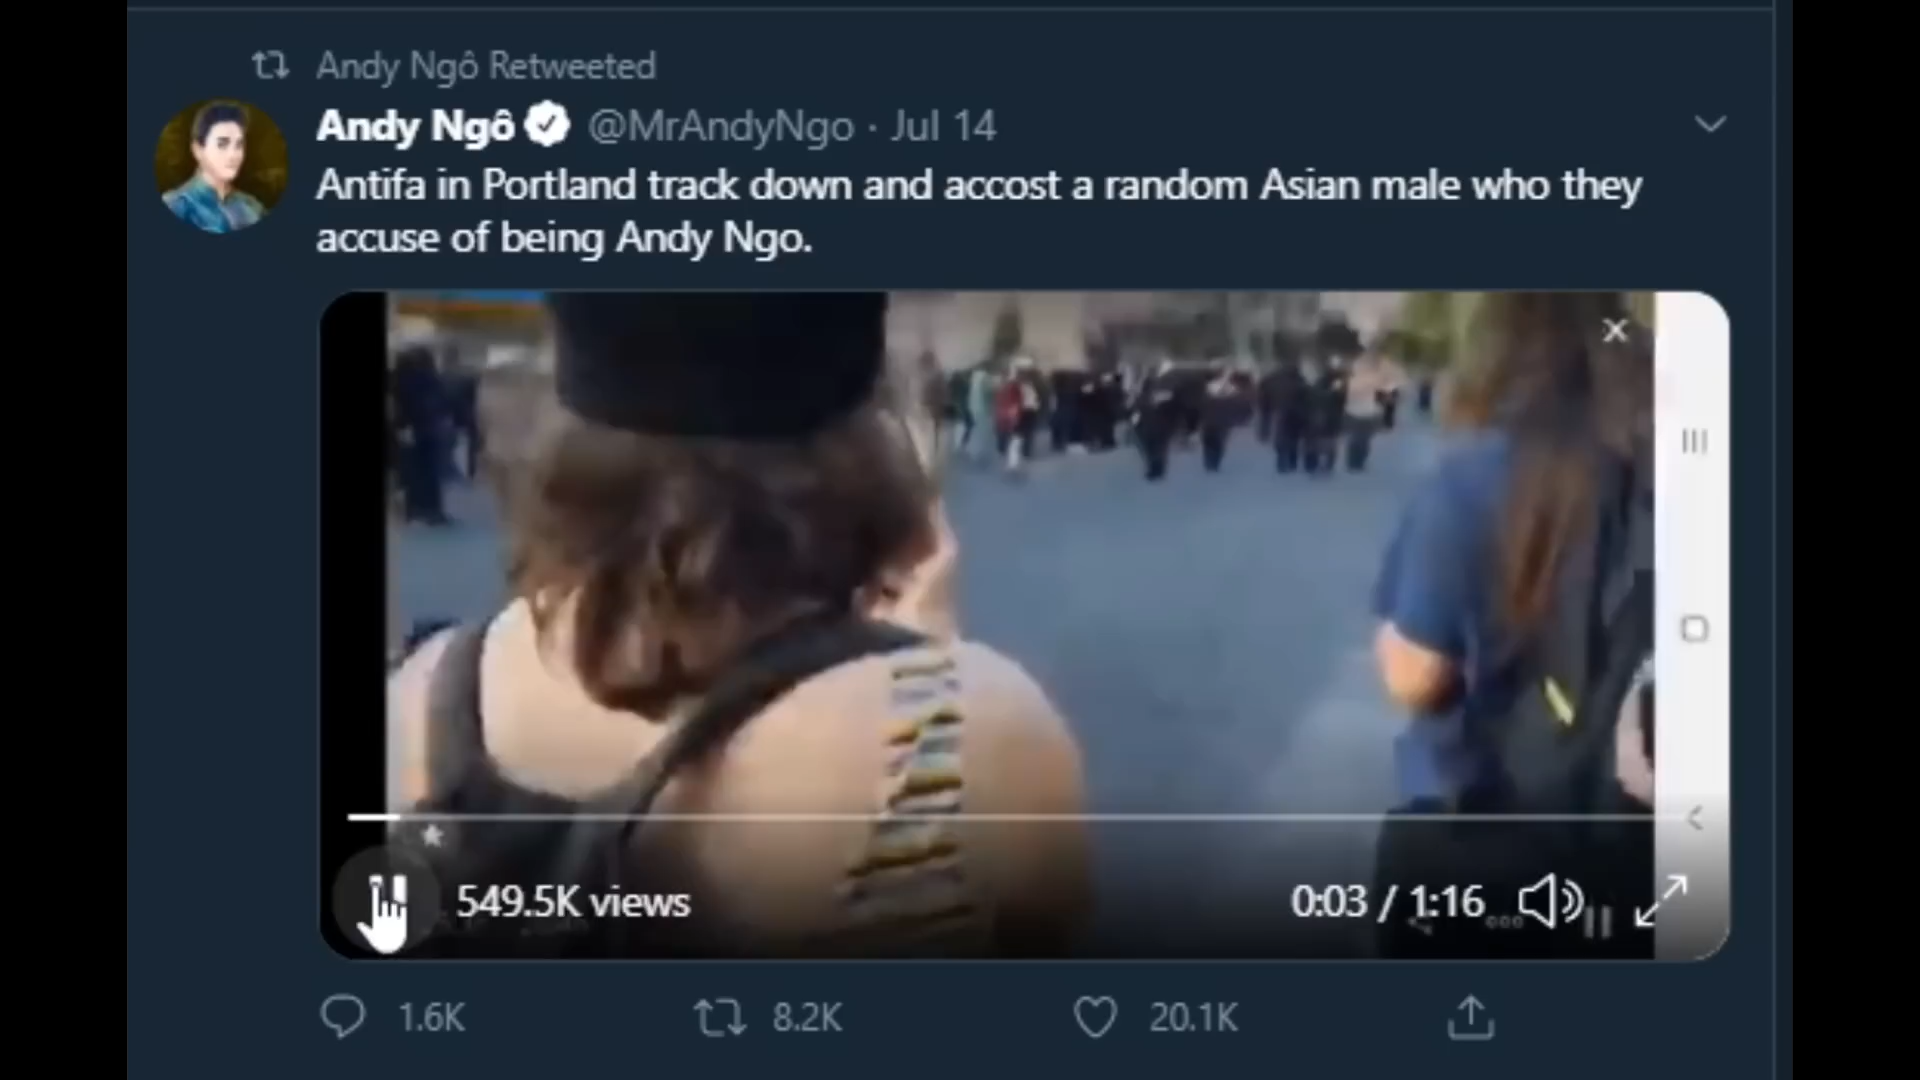 Andy Ngô Retweeted
Andy Ngô @MrAndyNgo · Jul 14
Antifa in Portland track down and accost a random Asian male who they
accuse of being Andy Ngo.
549.5K views
0:03 / 1:16
1.6K
8.2K
20.1K